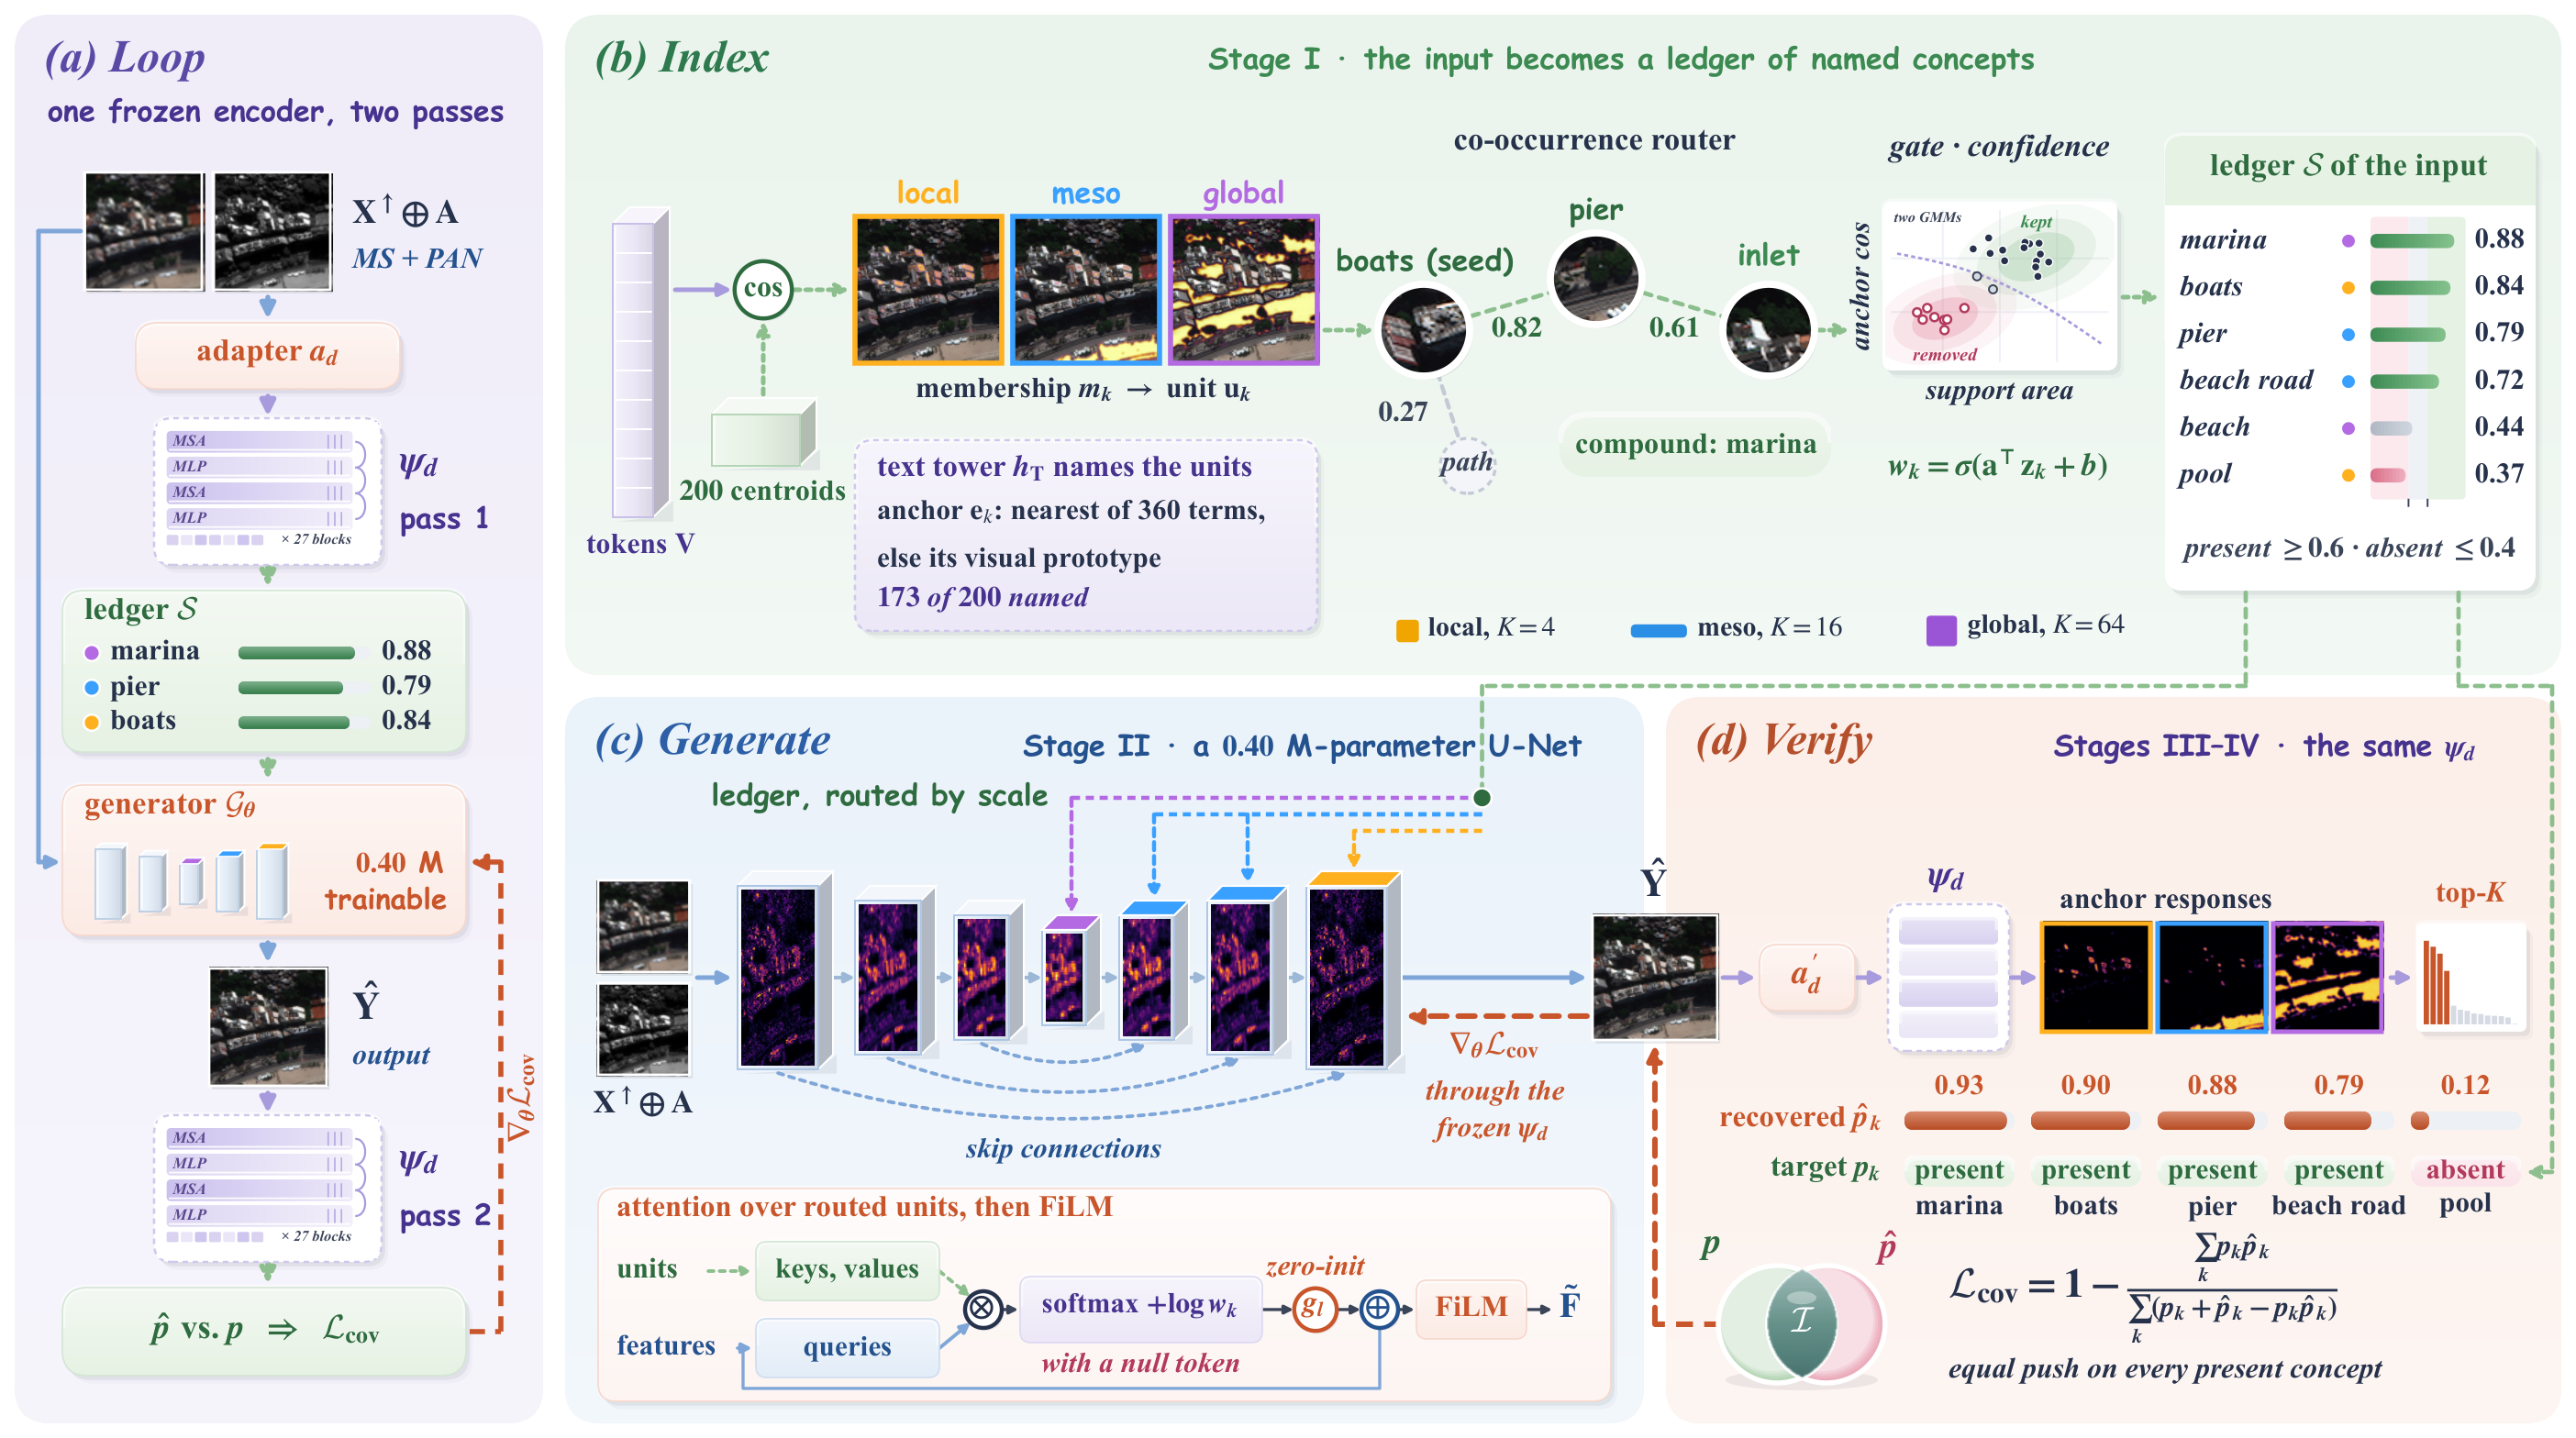 (a) Loop
one frozen encoder, two passes
X↑ ⊕ A
MS + PAN
adapter a_d
MSA
MLP
MSA
MLP
× 27 blocks
ψ_d
pass 1
ledger 𝒮
marina 0.88
pier 0.79
boats 0.84
generator 𝒢_θ
0.40 M
trainable
Ŷ
output
∇_θ ℒ_cov
MSA
MLP
MSA
MLP
× 27 blocks
ψ_d
pass 2
p̂ vs. p ⇒ ℒ_cov
(b) Index
Stage I · the input becomes a ledger of named concepts
tokens V
cos
200 centroids
local
meso
global
membership m_k → unit u_k
text tower h_T names the units
anchor e_k: nearest of 360 terms,
else its visual prototype
173 of 200 named
co-occurrence router
boats (seed)
pier
inlet
0.82
0.61
0.27
path
compound: marina
gate · confidence
anchor cos
two GMMs
kept
removed
support area
w_k = σ(a⊤ z_k + b)
local, K = 4
meso, K = 16
global, K = 64
ledger 𝒮 of the input
marina 0.88
boats 0.84
pier 0.79
beach road 0.72
beach 0.44
pool 0.37
present ≥ 0.6 · absent ≤ 0.4
(c) Generate
Stage II · a 0.40 M-parameter U-Net
ledger, routed by scale
X↑ ⊕ A
skip connections
∇_θ ℒ_cov
through the
frozen ψ_d
attention over routed units, then FiLM
units
keys, values
features
queries
⊗
softmax +log w_k
with a null token
zero-init
g_l
⊕
FiLM
F̃
(d) Verify
Stages III–IV · the same ψ_d
Ŷ
a'_d
ψ_d
anchor responses
top-K
0.93 0.90 0.88 0.79 0.12
recovered p̂_k
target p_k present present present present absent
marina boats pier beach road pool
p
p̂
ℐ
ℒ_cov = 1 − ∑_k p_k p̂_k / ∑_k (p_k + p̂_k − p_k p̂_k)
equal push on every present concept